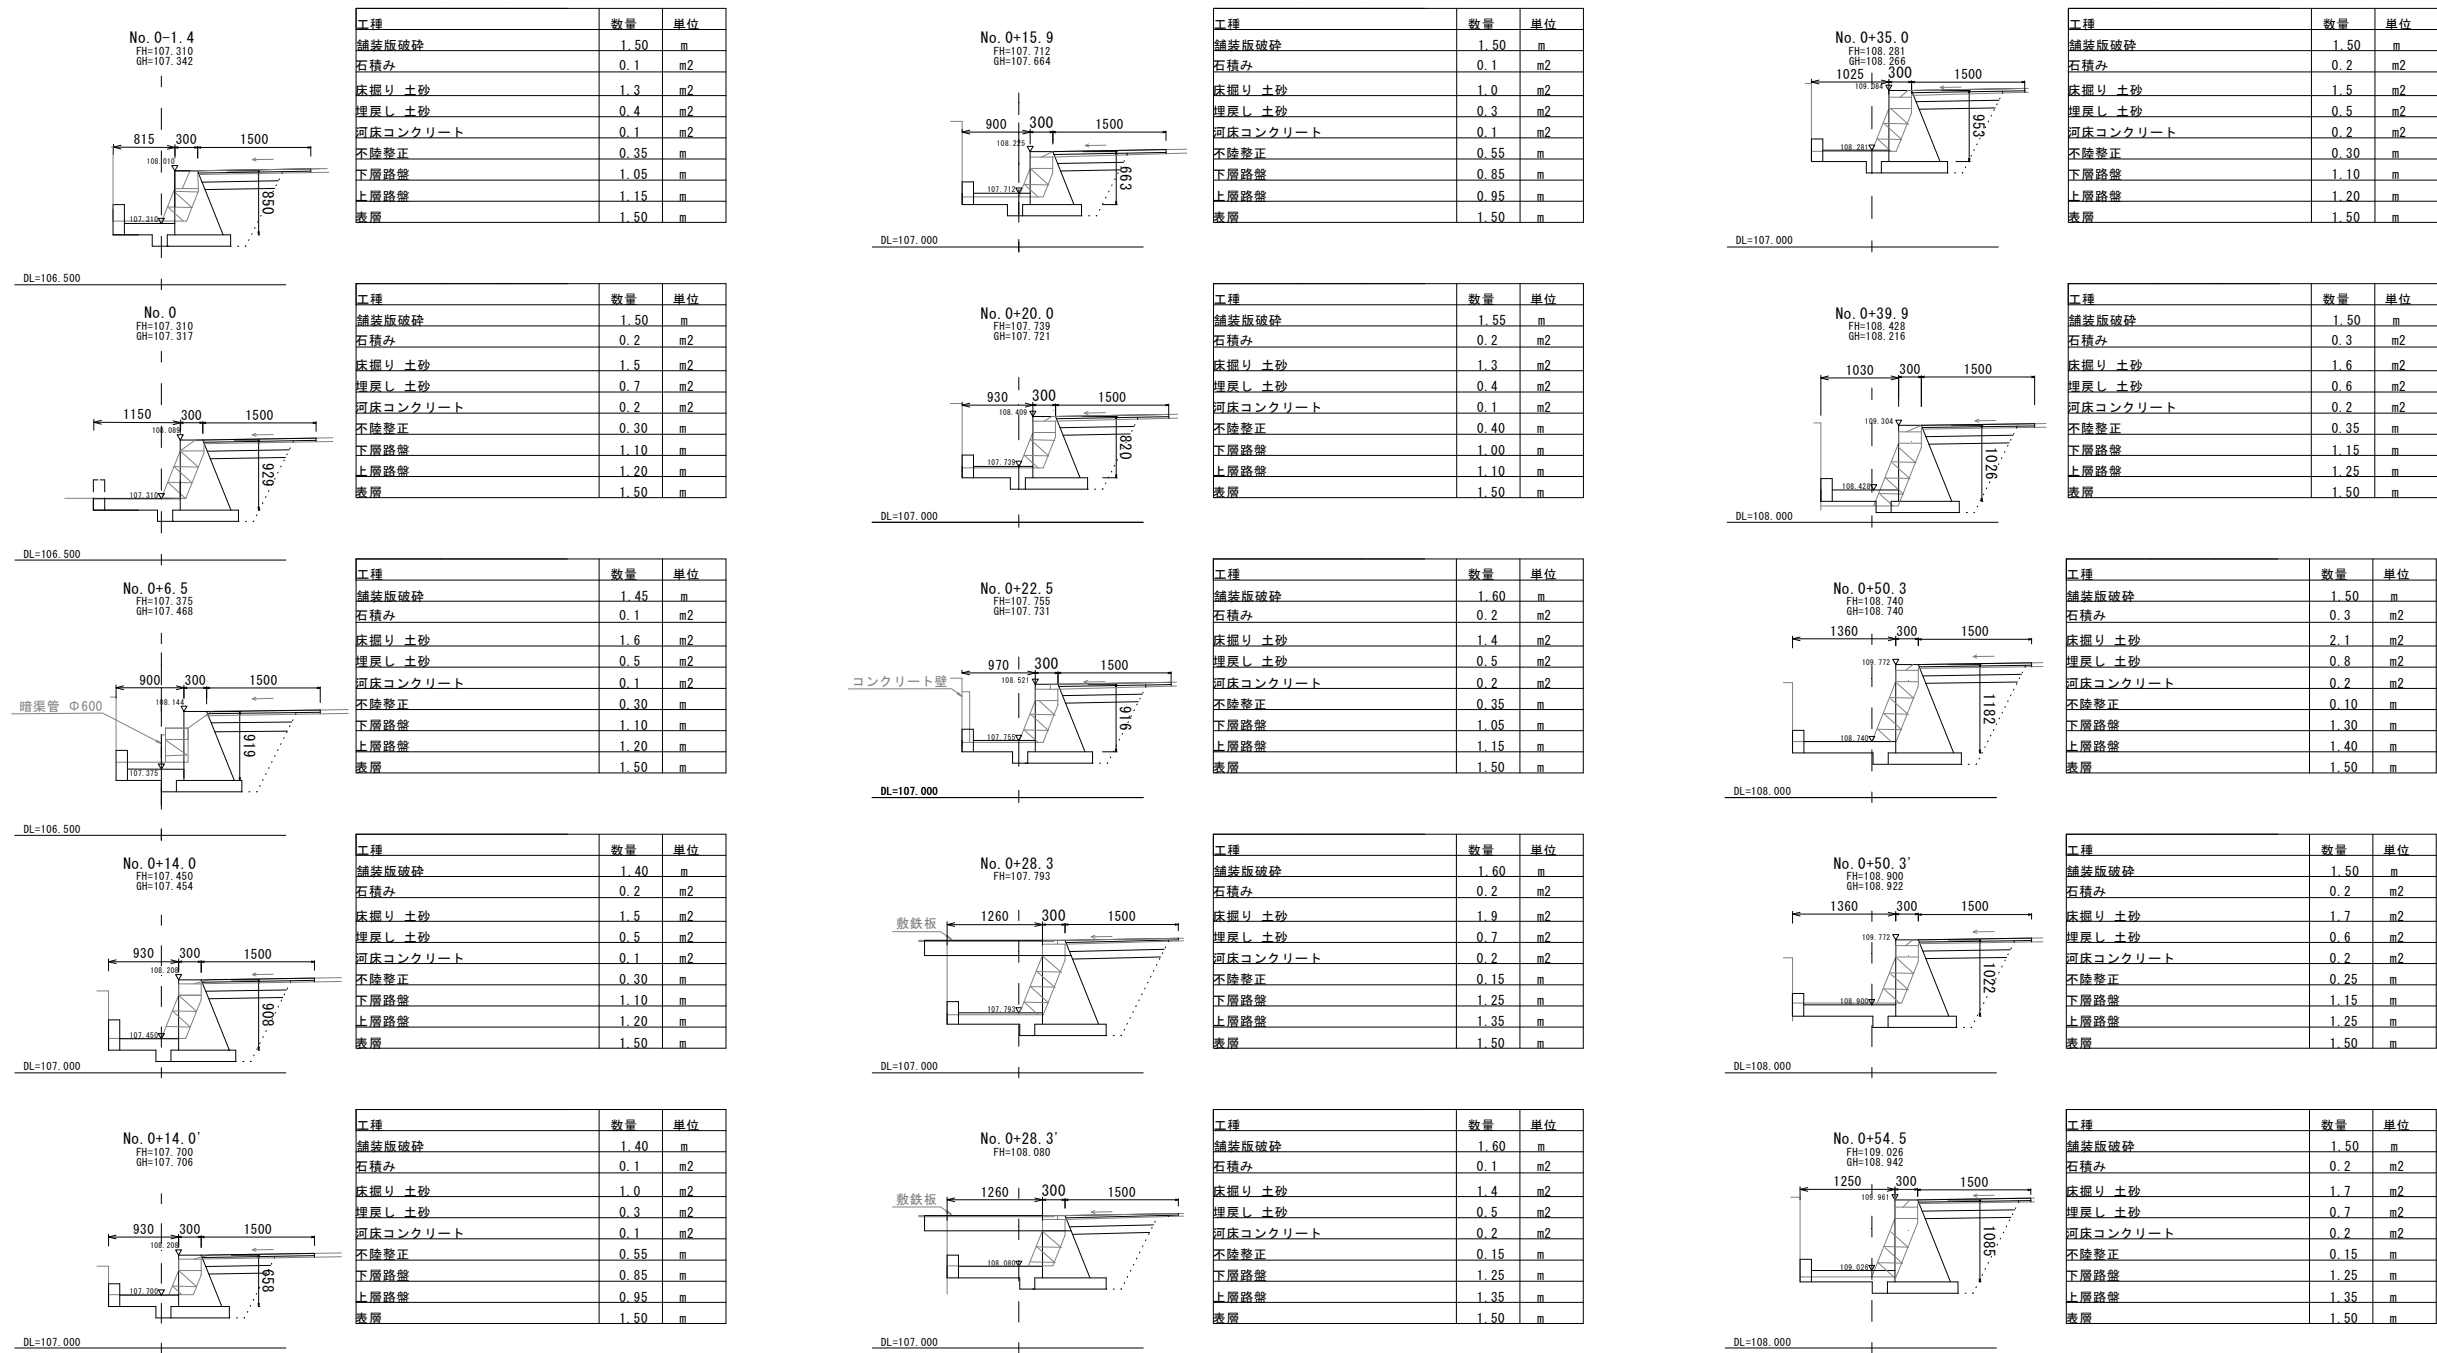 No.0-1.4
FH=107.310
GH=107.342
815 300 1500
108.010
850
107.310
DL=106.500
工種 数量 単位
舗装版破砕 1.50 m
石積み 0.1 m2
床掘り 土砂 1.3 m2
埋戻し 土砂 0.4 m2
河床コンクリート 0.1 m2
不陸整正 0.35 m
下層路盤 1.05 m
上層路盤 1.15 m
表層 1.50 m
No.0
FH=107.310
GH=107.317
1150 300 1500
108.089
929
107.310
DL=106.500
工種 数量 単位
舗装版破砕 1.50 m
石積み 0.2 m2
床掘り 土砂 1.5 m2
埋戻し 土砂 0.7 m2
河床コンクリート 0.2 m2
不陸整正 0.30 m
下層路盤 1.10 m
上層路盤 1.20 m
表層 1.50 m
No.0+6.5
FH=107.375
GH=107.468
900 300 1500
暗渠管 Φ600
108.144
919
107.375
DL=106.500
工種 数量 単位
舗装版破砕 1.45 m
石積み 0.1 m2
床掘り 土砂 1.6 m2
埋戻し 土砂 0.5 m2
河床コンクリート 0.1 m2
不陸整正 0.30 m
下層路盤 1.10 m
上層路盤 1.20 m
表層 1.50 m
No.0+14.0
FH=107.450
GH=107.454
930 300 1500
108.208
908
107.450
DL=107.000
工種 数量 単位
舗装版破砕 1.40 m
石積み 0.2 m2
床掘り 土砂 1.5 m2
埋戻し 土砂 0.5 m2
河床コンクリート 0.1 m2
不陸整正 0.30 m
下層路盤 1.10 m
上層路盤 1.20 m
表層 1.50 m
No.0+14.0'
FH=107.700
GH=107.706
930 300 1500
108.208
658
107.700
DL=107.000
工種 数量 単位
舗装版破砕 1.40 m
石積み 0.1 m2
床掘り 土砂 1.0 m2
埋戻し 土砂 0.3 m2
河床コンクリート 0.1 m2
不陸整正 0.55 m
下層路盤 0.85 m
上層路盤 0.95 m
表層 1.50 m
No.0+15.9
FH=107.712
GH=107.664
900 300 1500
108.225
663
107.712
DL=107.000
工種 数量 単位
舗装版破砕 1.50 m
石積み 0.1 m2
床掘り 土砂 1.0 m2
埋戻し 土砂 0.3 m2
河床コンクリート 0.1 m2
不陸整正 0.55 m
下層路盤 0.85 m
上層路盤 0.95 m
表層 1.50 m
No.0+20.0
FH=107.739
GH=107.721
930 300 1500
108.409
820
107.739
DL=107.000
工種 数量 単位
舗装版破砕 1.55 m
石積み 0.2 m2
床掘り 土砂 1.3 m2
埋戻し 土砂 0.4 m2
河床コンクリート 0.1 m2
不陸整正 0.40 m
下層路盤 1.00 m
上層路盤 1.10 m
表層 1.50 m
No.0+22.5
FH=107.755
GH=107.731
970 300 1500
コンクリート壁
108.521
916
107.755
DL=107.000
工種 数量 単位
舗装版破砕 1.60 m
石積み 0.2 m2
床掘り 土砂 1.4 m2
埋戻し 土砂 0.5 m2
河床コンクリート 0.2 m2
不陸整正 0.35 m
下層路盤 1.05 m
上層路盤 1.15 m
表層 1.50 m
No.0+28.3
FH=107.793
1260 300 1500
敷鉄板
107.793
DL=107.000
工種 数量 単位
舗装版破砕 1.60 m
石積み 0.2 m2
床掘り 土砂 1.9 m2
埋戻し 土砂 0.7 m2
河床コンクリート 0.2 m2
不陸整正 0.15 m
下層路盤 1.25 m
上層路盤 1.35 m
表層 1.50 m
No.0+28.3'
FH=108.080
1260 300 1500
敷鉄板
108.080
DL=107.000
工種 数量 単位
舗装版破砕 1.60 m
石積み 0.1 m2
床掘り 土砂 1.4 m2
埋戻し 土砂 0.5 m2
河床コンクリート 0.2 m2
不陸整正 0.15 m
下層路盤 1.25 m
上層路盤 1.35 m
表層 1.50 m
No.0+35.0
FH=108.281
GH=108.266
1025 300 1500
109.084
953
108.281
DL=107.000
工種 数量 単位
舗装版破砕 1.50 m
石積み 0.2 m2
床掘り 土砂 1.5 m2
埋戻し 土砂 0.5 m2
河床コンクリート 0.2 m2
不陸整正 0.30 m
下層路盤 1.10 m
上層路盤 1.20 m
表層 1.50 m
No.0+39.9
FH=108.428
GH=108.216
1030 300 1500
109.304
1026
108.428
DL=108.000
工種 数量 単位
舗装版破砕 1.50 m
石積み 0.3 m2
床掘り 土砂 1.6 m2
埋戻し 土砂 0.6 m2
河床コンクリート 0.2 m2
不陸整正 0.35 m
下層路盤 1.15 m
上層路盤 1.25 m
表層 1.50 m
No.0+50.3
FH=108.740
GH=108.740
1360 300 1500
109.772
1182
108.740
DL=108.000
工種 数量 単位
舗装版破砕 1.50 m
石積み 0.3 m2
床掘り 土砂 2.1 m2
埋戻し 土砂 0.8 m2
河床コンクリート 0.2 m2
不陸整正 0.10 m
下層路盤 1.30 m
上層路盤 1.40 m
表層 1.50 m
No.0+50.3'
FH=108.900
GH=108.922
1360 300 1500
109.772
1022
108.900
DL=108.000
工種 数量 単位
舗装版破砕 1.50 m
石積み 0.2 m2
床掘り 土砂 1.7 m2
埋戻し 土砂 0.6 m2
河床コンクリート 0.2 m2
不陸整正 0.25 m
下層路盤 1.15 m
上層路盤 1.25 m
表層 1.50 m
No.0+54.5
FH=109.026
GH=108.942
1250 300 1500
109.961
1085
109.026
DL=108.000
工種 数量 単位
舗装版破砕 1.50 m
石積み 0.2 m2
床掘り 土砂 1.7 m2
埋戻し 土砂 0.7 m2
河床コンクリート 0.2 m2
不陸整正 0.15 m
下層路盤 1.25 m
上層路盤 1.35 m
表層 1.50 m